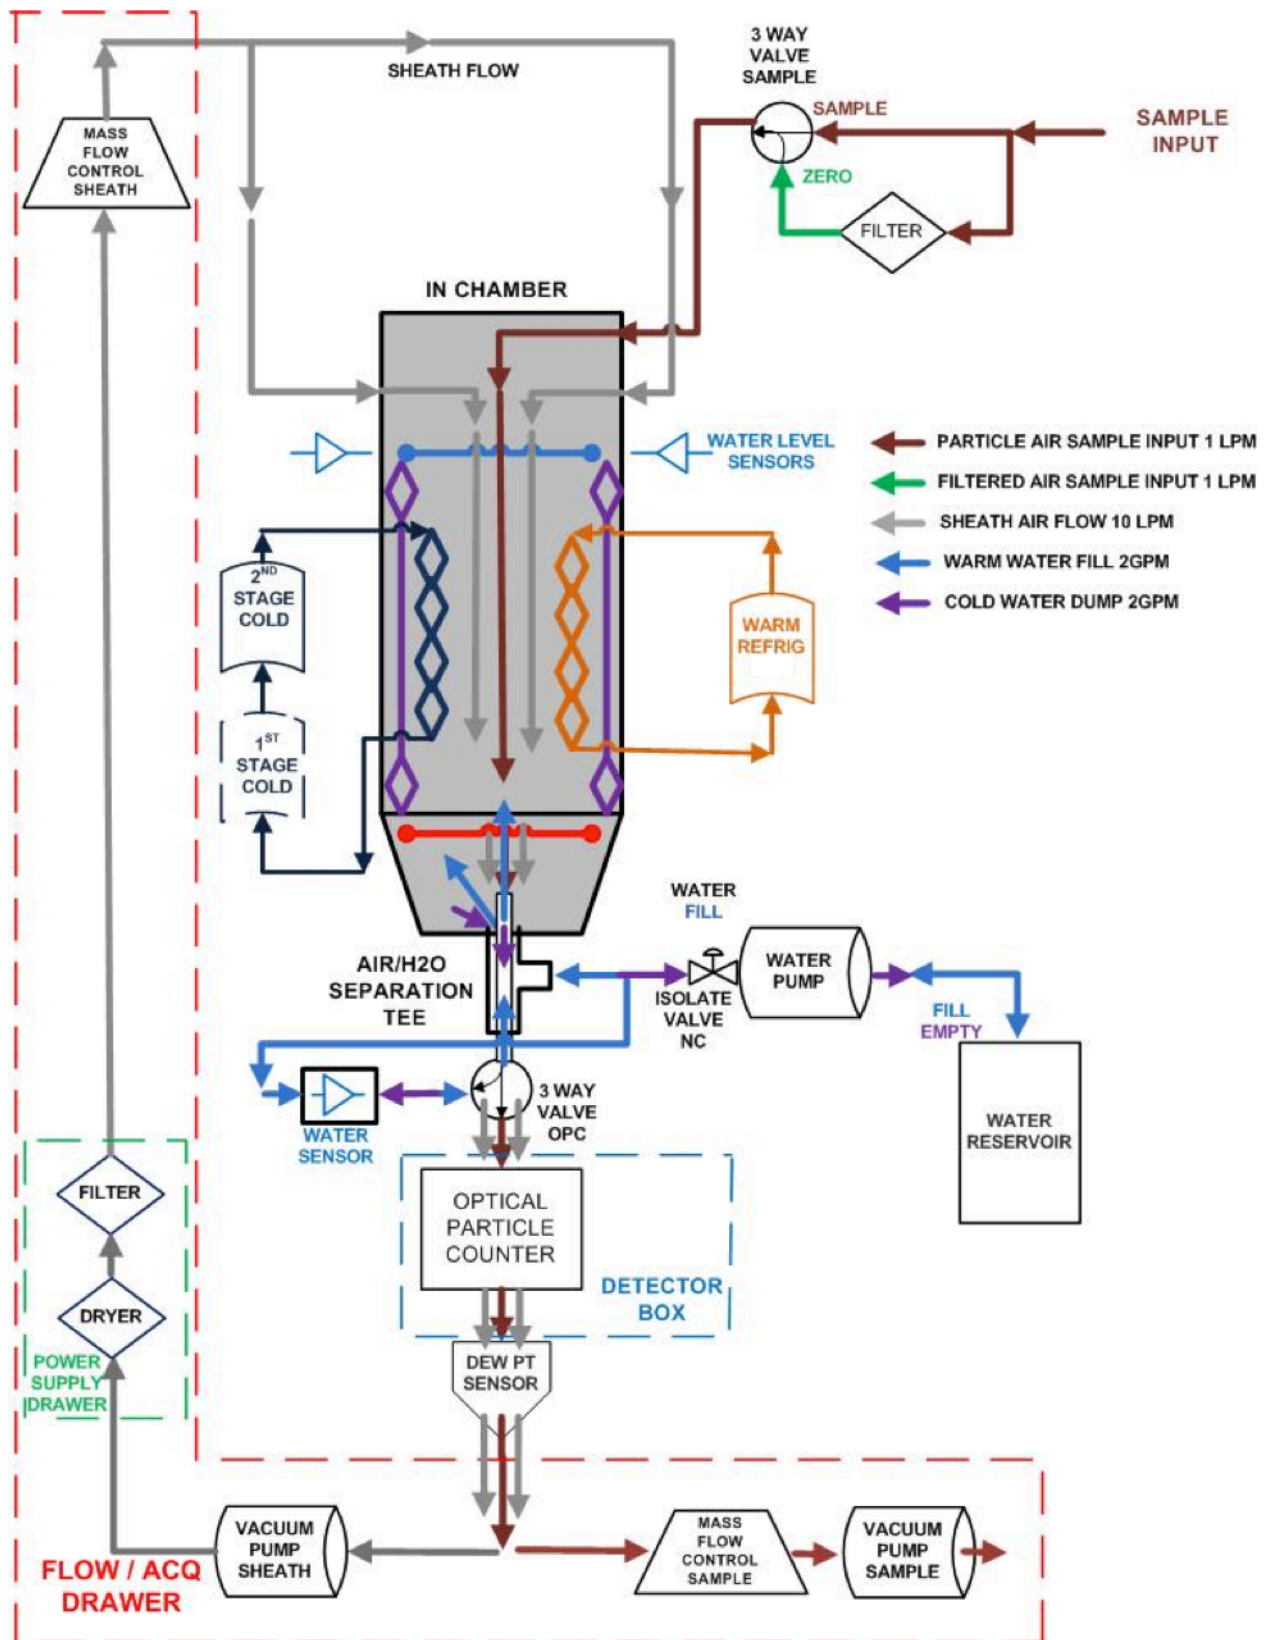 3 WAY
VALVE
SAMPLE
SHEATH FLOW
SAMPLE
SAMPLE
INPUT
MASS
FLOW
CONTROL
SHEATH
ZERO
FILTER
IN CHAMBER
WATER LEVEL
SENSORS
PARTICLE AIR SAMPLE INPUT 1 LPM
FILTERED AIR SAMPLE INPUT 1 LPM
SHEATH AIR FLOW 10 LPM
WARM WATER FILL 2GPM
COLD WATER DUMP 2GPM
2ND
STAGE
COLD
WARM
REFRIG
1ST
STAGE
COLD
WATER
FILL
AIR/H2O
SEPARATION
TEE
WATER
PUMP
ISOLATE
VALVE
NC
FILL
EMPTY
3 WAY
VALVE
OPC
WATER
SENSOR
WATER
RESERVOIR
FILTER
OPTICAL
PARTICLE
COUNTER
DETECTOR
BOX
DRYER
POWER
SUPPLY
DRAWER
DEW PT
SENSOR
VACUUM
PUMP
SHEATH
MASS
FLOW
CONTROL
SAMPLE
VACUUM
PUMP
SAMPLE
FLOW / ACQ
DRAWER